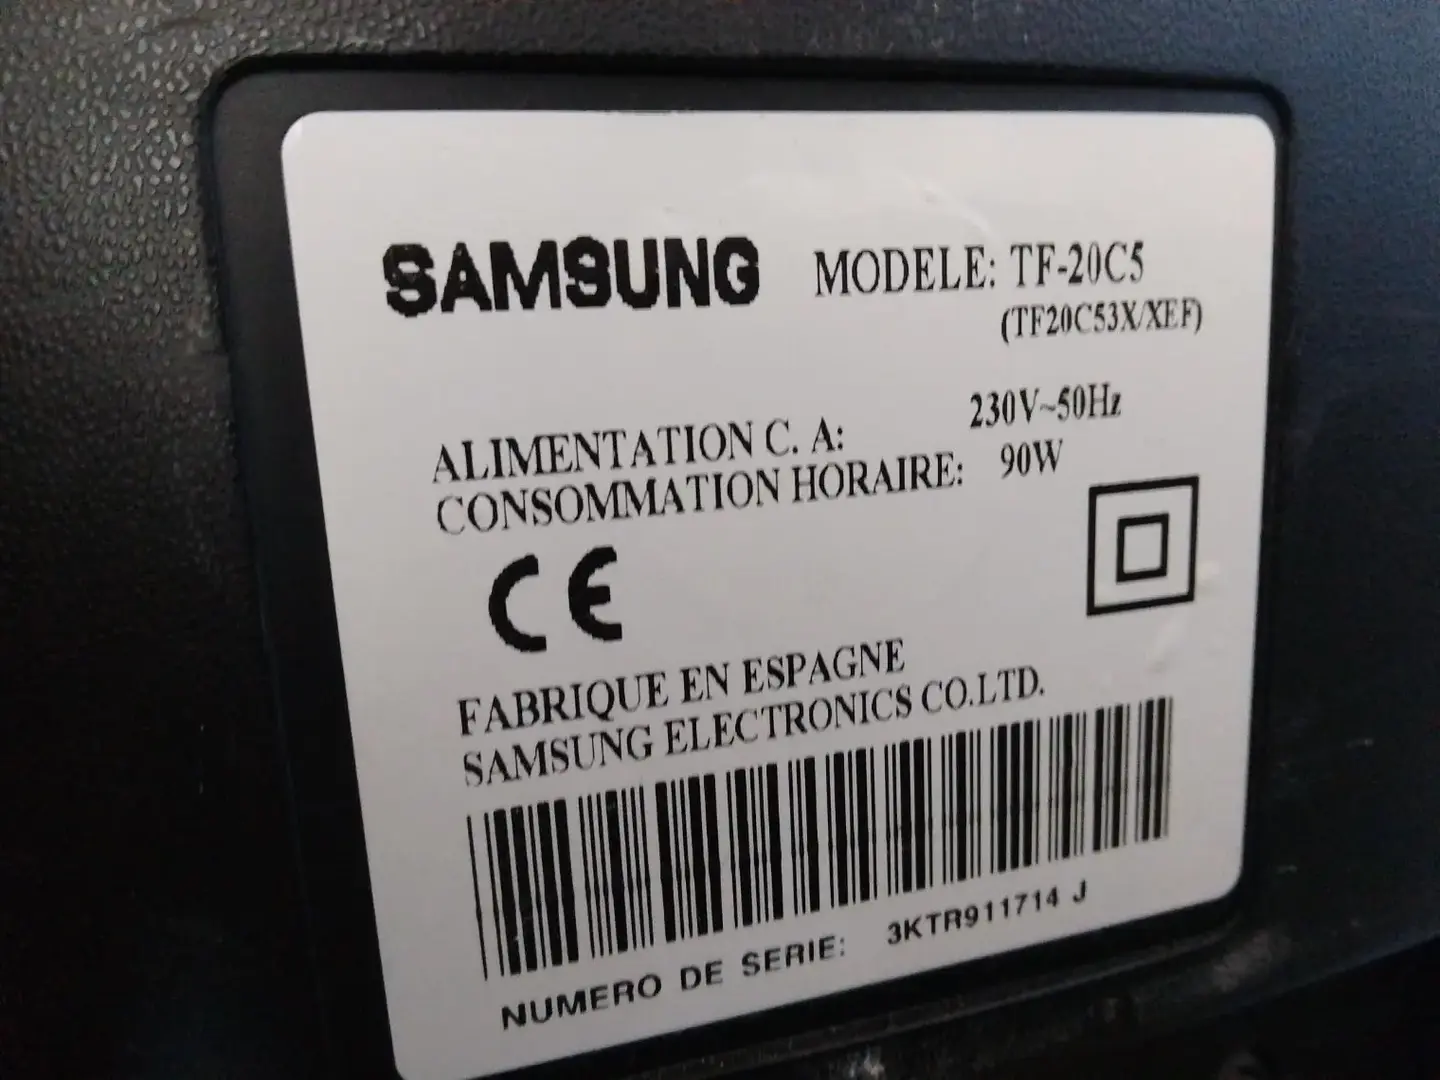 SAMSUNG MODELE: TF-20C5
(TF20C53X/XEF)
ALIMENTATION C. A: 230V~50Hz
CONSOMMATION HORAIRE: 90W
CE
FABRIQUE EN ESPAGNE
SAMSUNG ELECTRONICS CO.LTD.
NUMERO DE SERIE: 3KTR911714 J